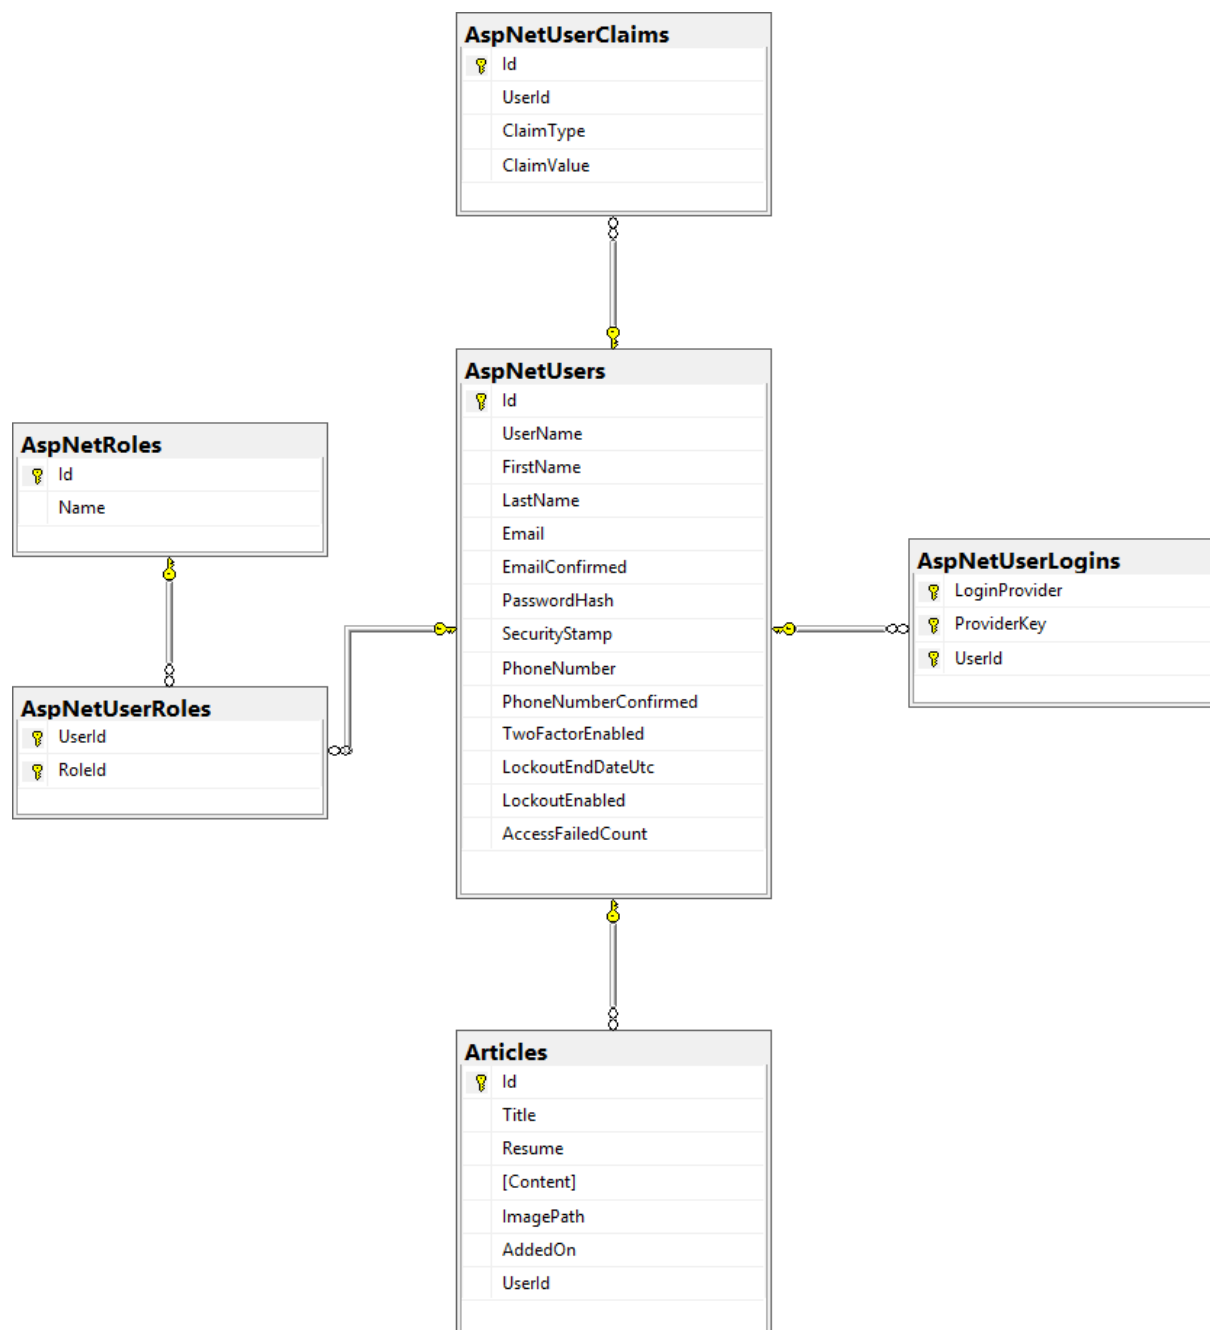 AspNetUserClaims
Id
UserId
ClaimType
ClaimValue
AspNetUsers
Id
UserName
FirstName
LastName
Email
EmailConfirmed
PasswordHash
SecurityStamp
PhoneNumber
PhoneNumberConfirmed
TwoFactorEnabled
LockoutEndDateUtc
LockoutEnabled
AccessFailedCount
AspNetRoles
Id
Name
AspNetUserRoles
UserId
RoleId
AspNetUserLogins
LoginProvider
ProviderKey
UserId
Articles
Id
Title
Resume
[Content]
ImagePath
AddedOn
UserId